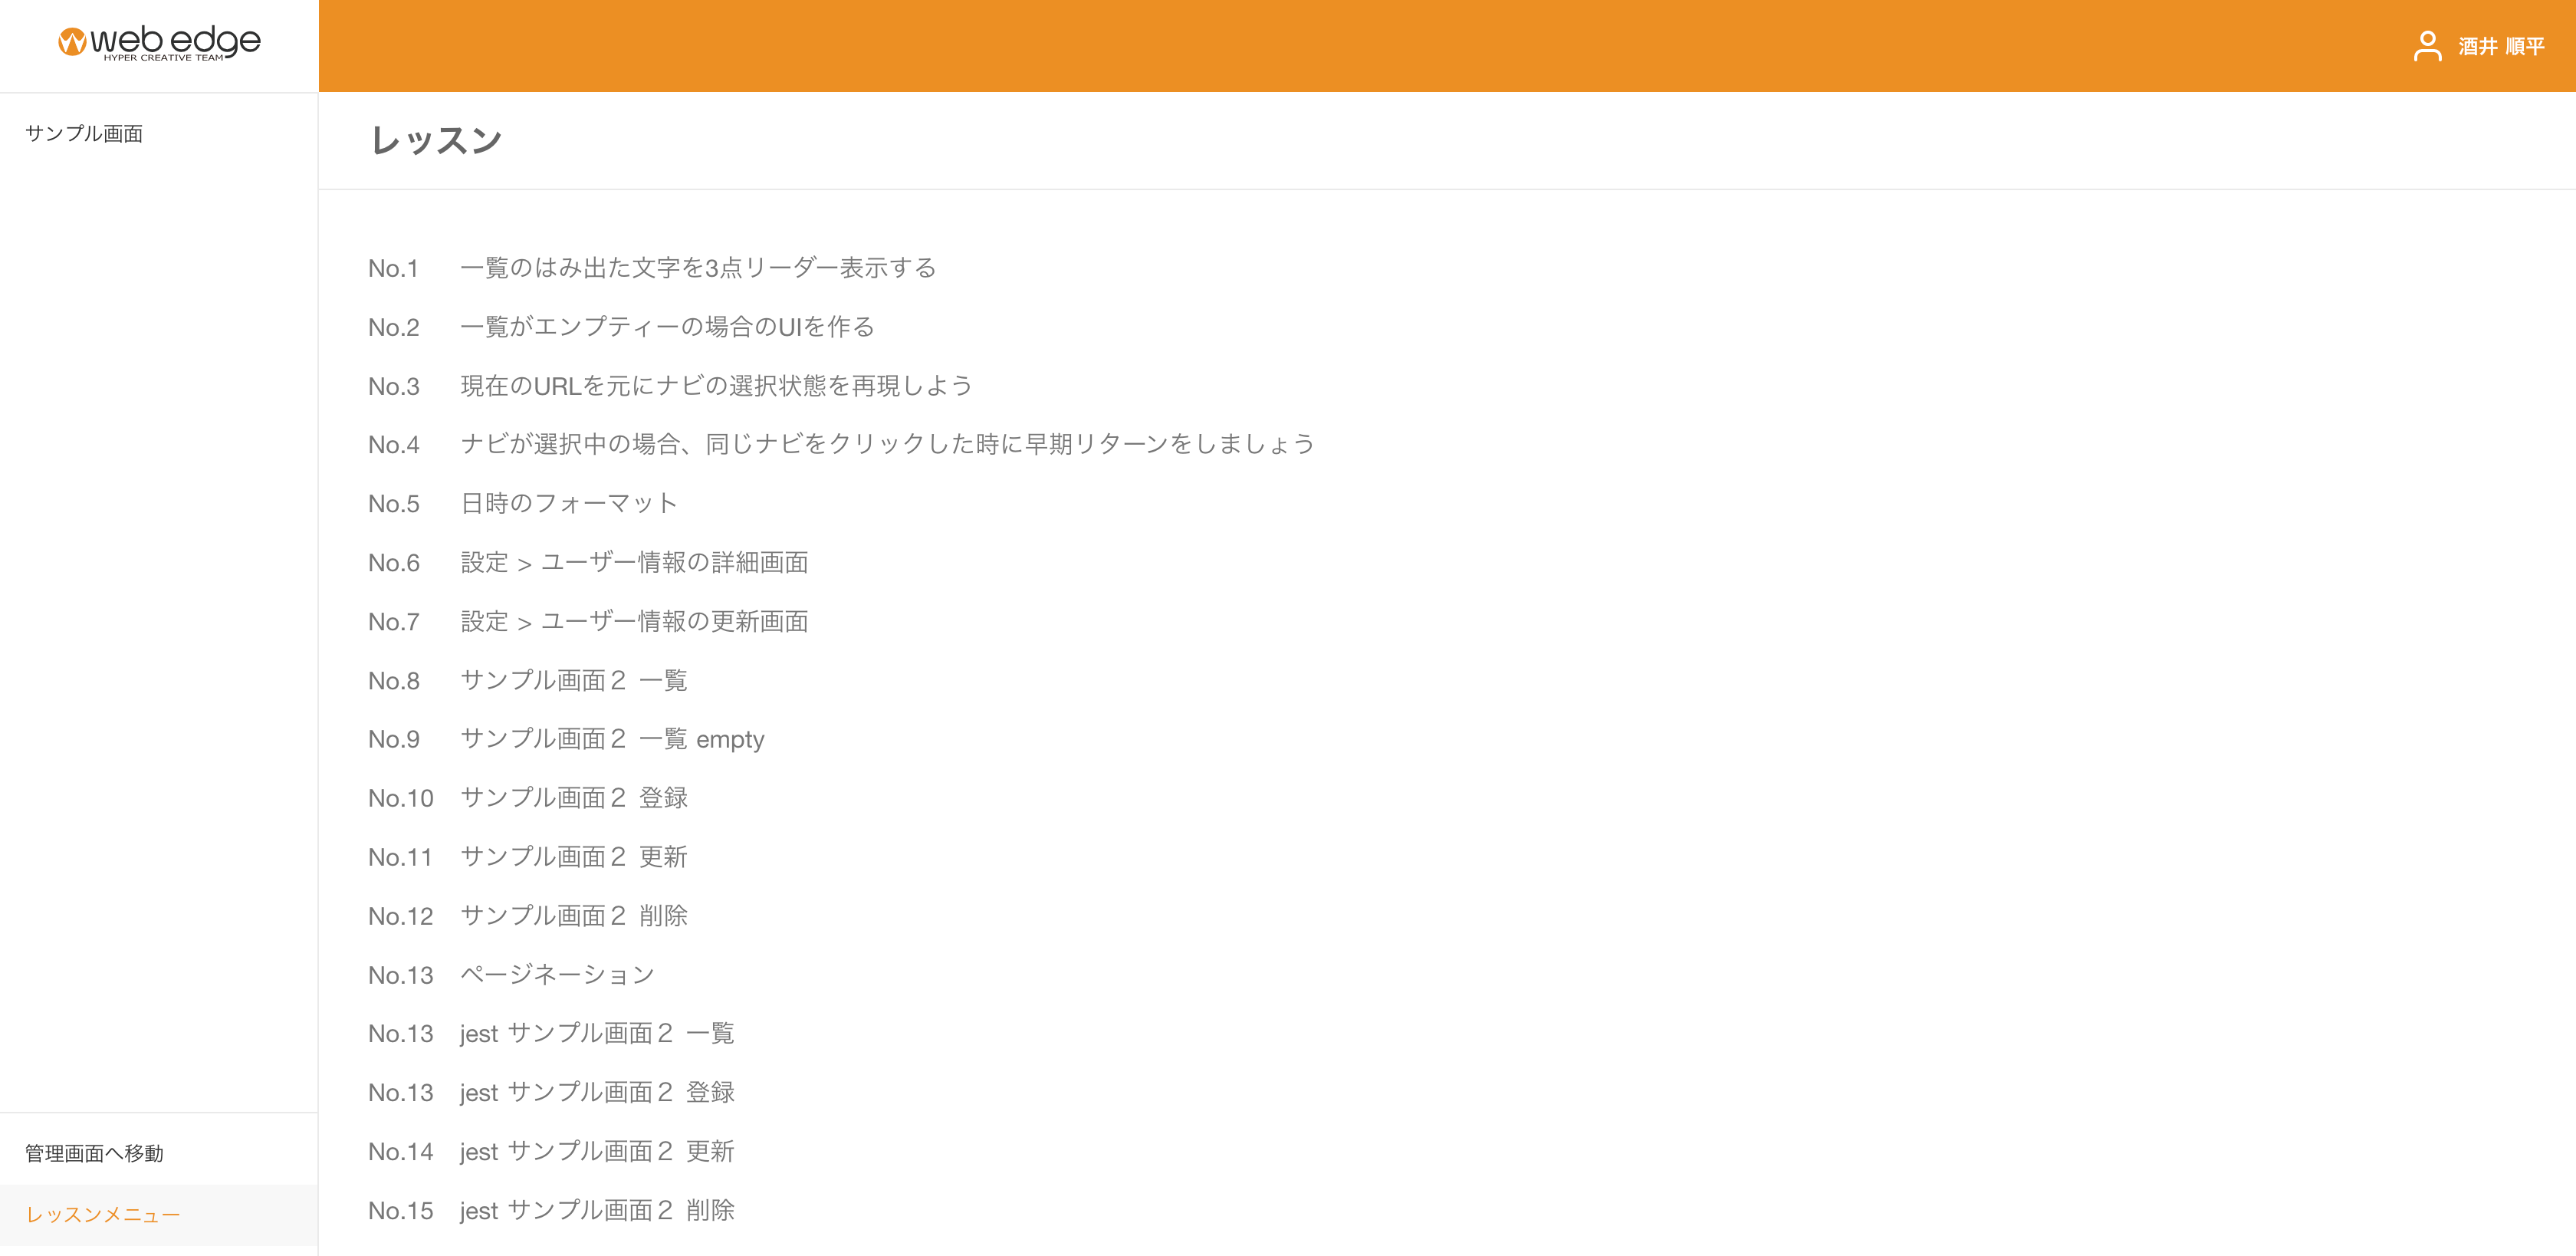 web edge
HYPER CREATIVE TEAM
酒井 順平
サンプル画面
レッスン
No.1 一覧のはみ出た文字を3点リーダー表示する
No.2 一覧がエンプティーの場合のUIを作る
No.3 現在のURLを元にナビの選択状態を再現しよう
No.4 ナビが選択中の場合、同じナビをクリックした時に早期リターンをしましょう
No.5 日時のフォーマット
No.6 設定 > ユーザー情報の詳細画面
No.7 設定 > ユーザー情報の更新画面
No.8 サンプル画面２ 一覧
No.9 サンプル画面２ 一覧 empty
No.10 サンプル画面２ 登録
No.11 サンプル画面２ 更新
No.12 サンプル画面２ 削除
No.13 ページネーション
No.13 jest サンプル画面２ 一覧
No.13 jest サンプル画面２ 登録
No.14 jest サンプル画面２ 更新
No.15 jest サンプル画面２ 削除
管理画面へ移動
レッスンメニュー